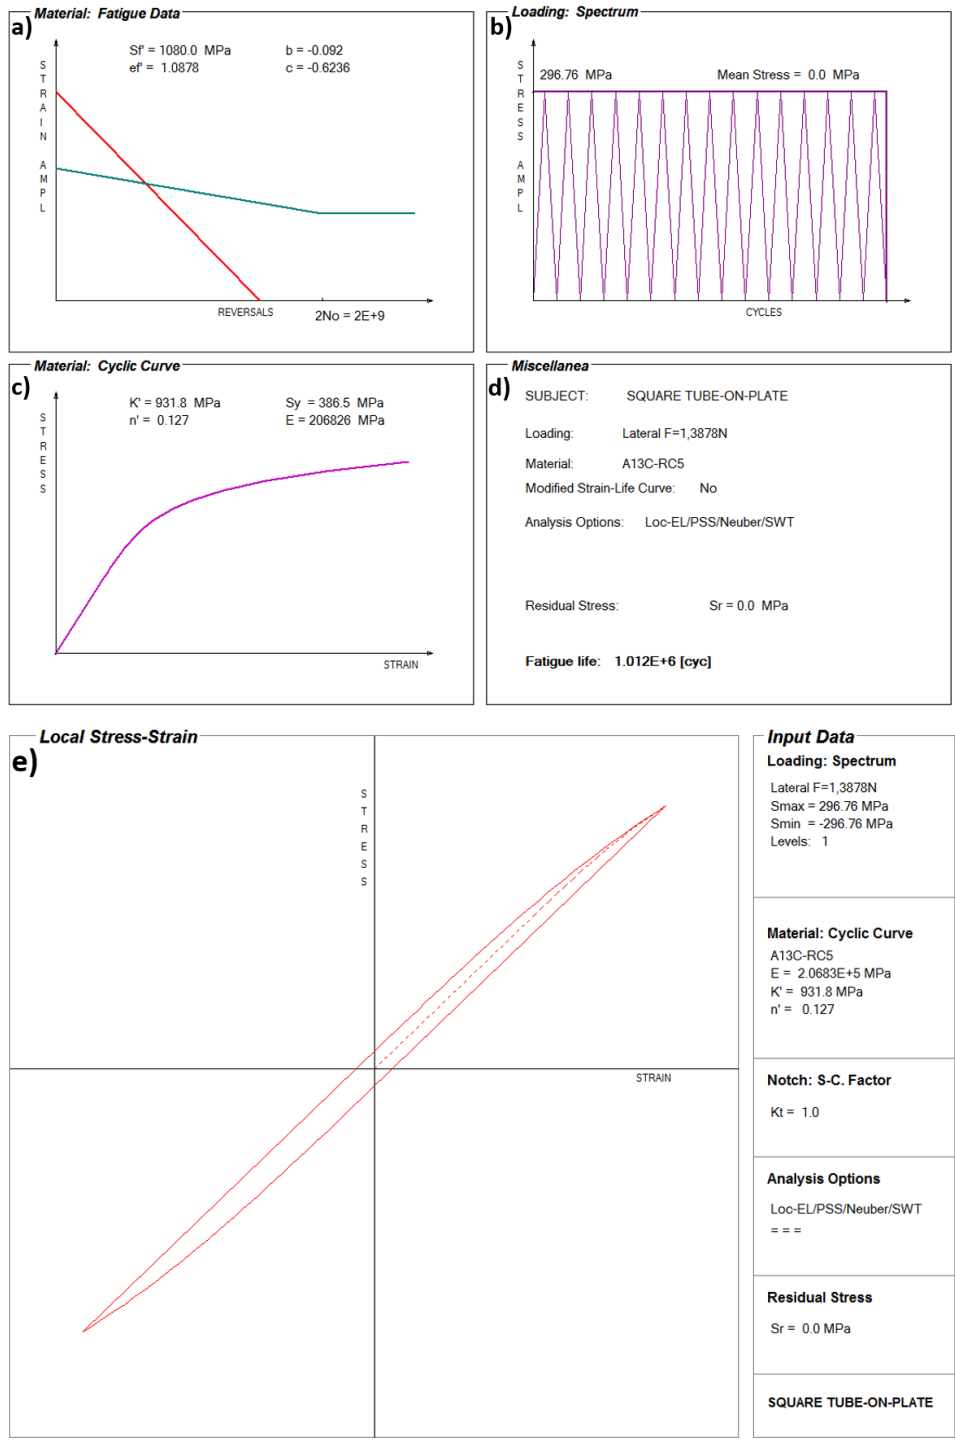 a)
Material: Fatigue Data
Sf' = 1080.0 MPa
b = -0.092
ef' = 1.0878
c = -0.6236
STRAIN AMPL
REVERSALS
2No = 2E+9
b)
Loading: Spectrum
296.76 MPa
Mean Stress = 0.0 MPa
STRESS AMPL
CYCLES
c)
Material: Cyclic Curve
K' = 931.8 MPa
Sy = 386.5 MPa
n' = 0.127
E = 206826 MPa
STRESS
STRAIN
d)
Miscellanea
SUBJECT: SQUARE TUBE-ON-PLATE
Loading: Lateral F=1,3878N
Material: A13C-RC5
Modified Strain-Life Curve: No
Analysis Options: Loc-EL/PSS/Neuber/SWT
Residual Stress: Sr = 0.0 MPa
Fatigue life: 1.012E+6 [cyc]
e)
Local Stress-Strain
STRESS
STRAIN
Input Data
Loading: Spectrum
Lateral F=1,3878N
Smax = 296.76 MPa
Smin = -296.76 MPa
Levels: 1
Material: Cyclic Curve
A13C-RC5
E = 2.0683E+5 MPa
K' = 931.8 MPa
n' = 0.127
Notch: S-C. Factor
Kt = 1.0
Analysis Options
Loc-EL/PSS/Neuber/SWT
= = =
Residual Stress
Sr = 0.0 MPa
SQUARE TUBE-ON-PLATE